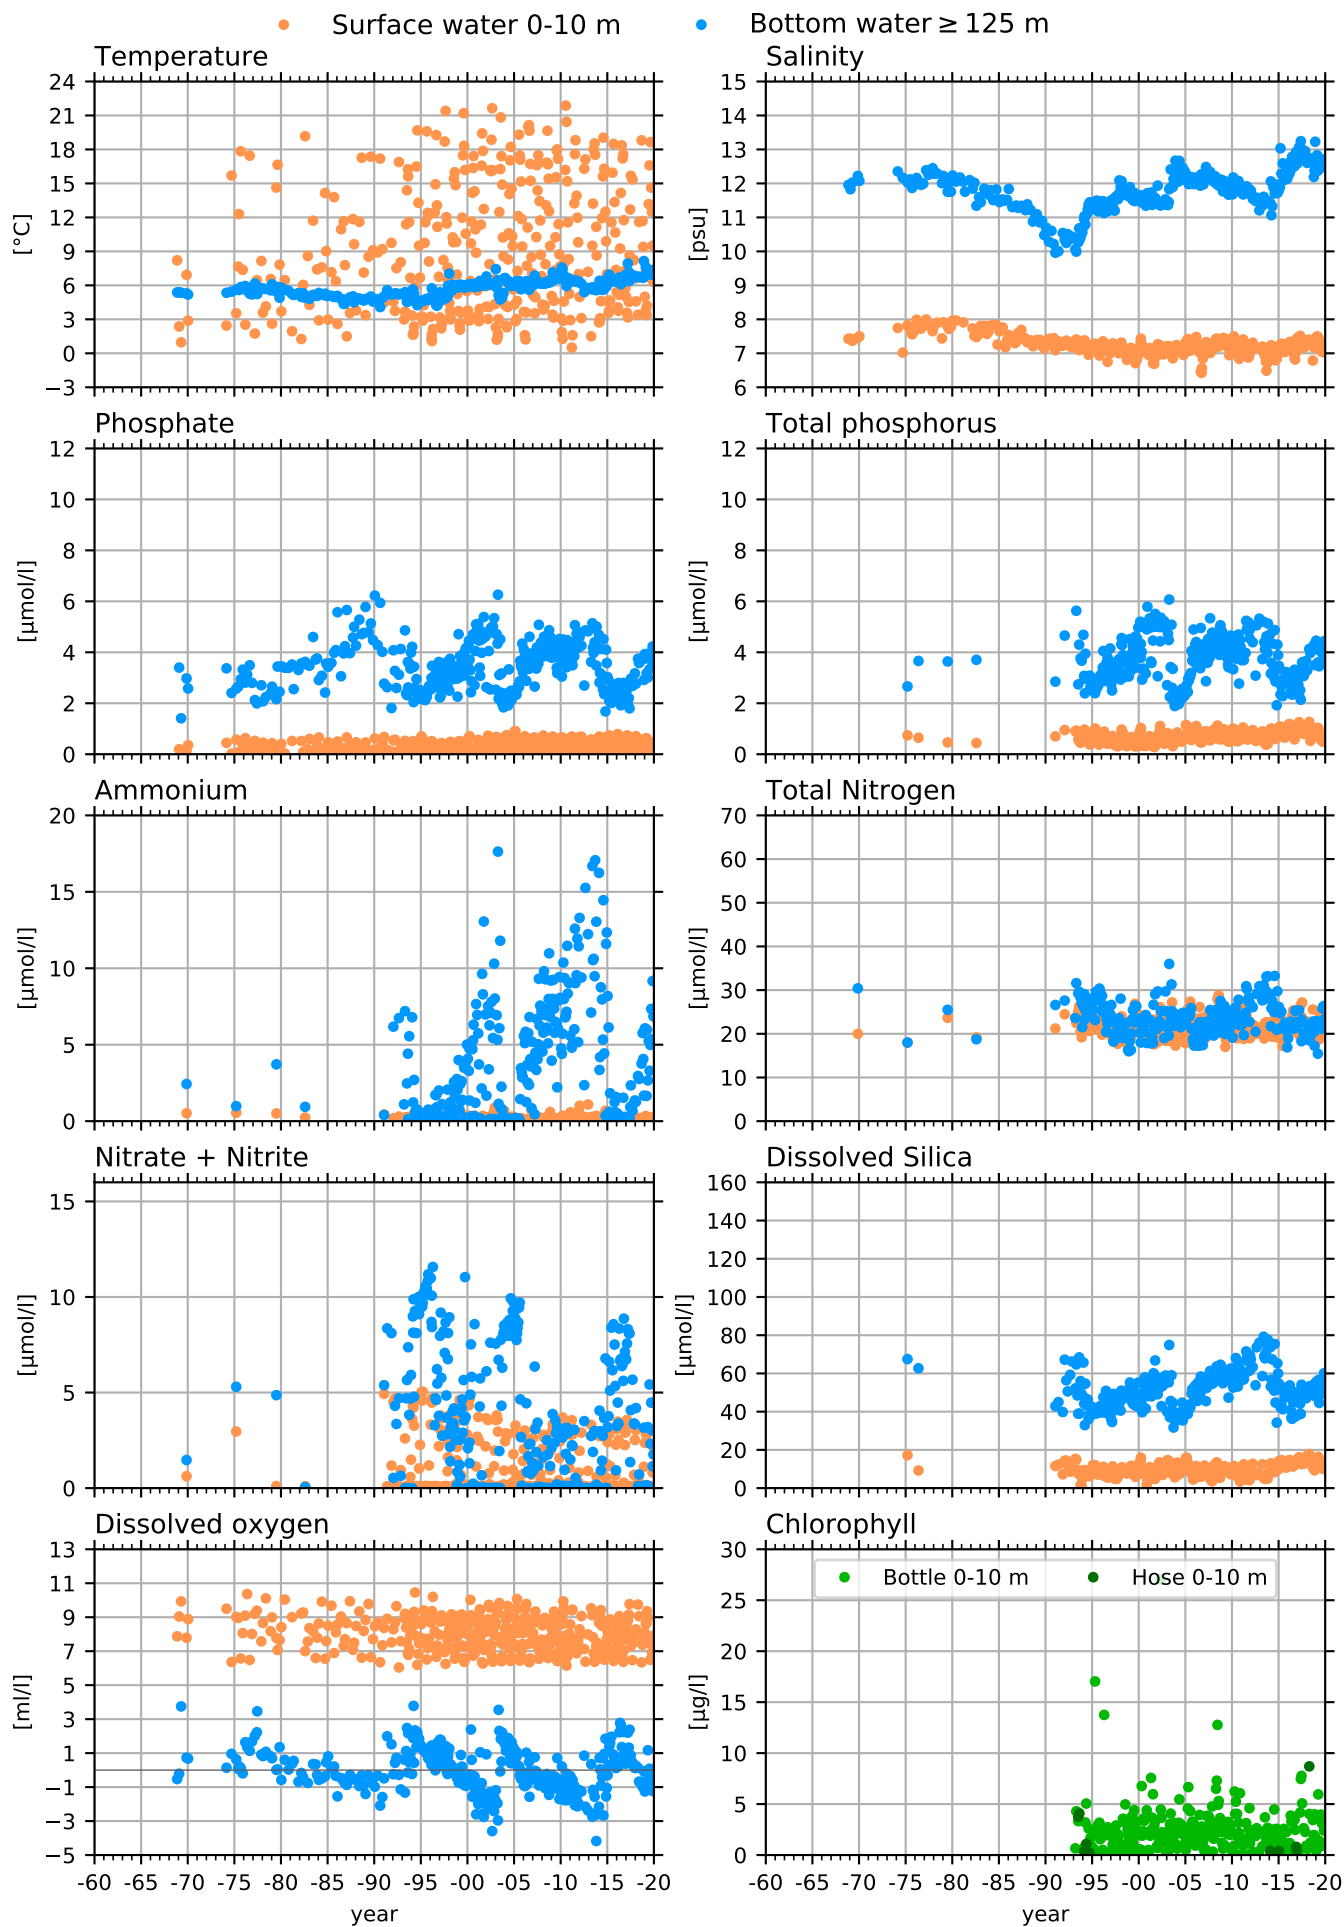 Surface water 0-10 m
Bottom water ≥ 125 m
Temperature
24
21
18
15
12
9
6
3
0
−3
[°C]
Salinity
15
14
13
12
11
10
9
8
7
6
[psu]
Phosphate
12
10
8
6
4
2
0
[μmol/l]
Total phosphorus
12
10
8
6
4
2
0
[μmol/l]
Ammonium
20
15
10
5
0
[μmol/l]
Total Nitrogen
70
60
50
40
30
20
10
0
[μmol/l]
Nitrate + Nitrite
15
10
5
0
[μmol/l]
Dissolved Silica
160
140
120
100
80
60
40
20
0
[μmol/l]
Dissolved oxygen
13
11
9
7
5
3
1
−1
−3
−5
[ml/l]
-60 -65 -70 -75 -80 -85 -90 -95 -00 -05 -10 -15 -20
year
Chlorophyll
Bottle 0-10 m
Hose 0-10 m
30
25
20
15
10
5
0
[μg/l]
-60 -65 -70 -75 -80 -85 -90 -95 -00 -05 -10 -15 -20
year